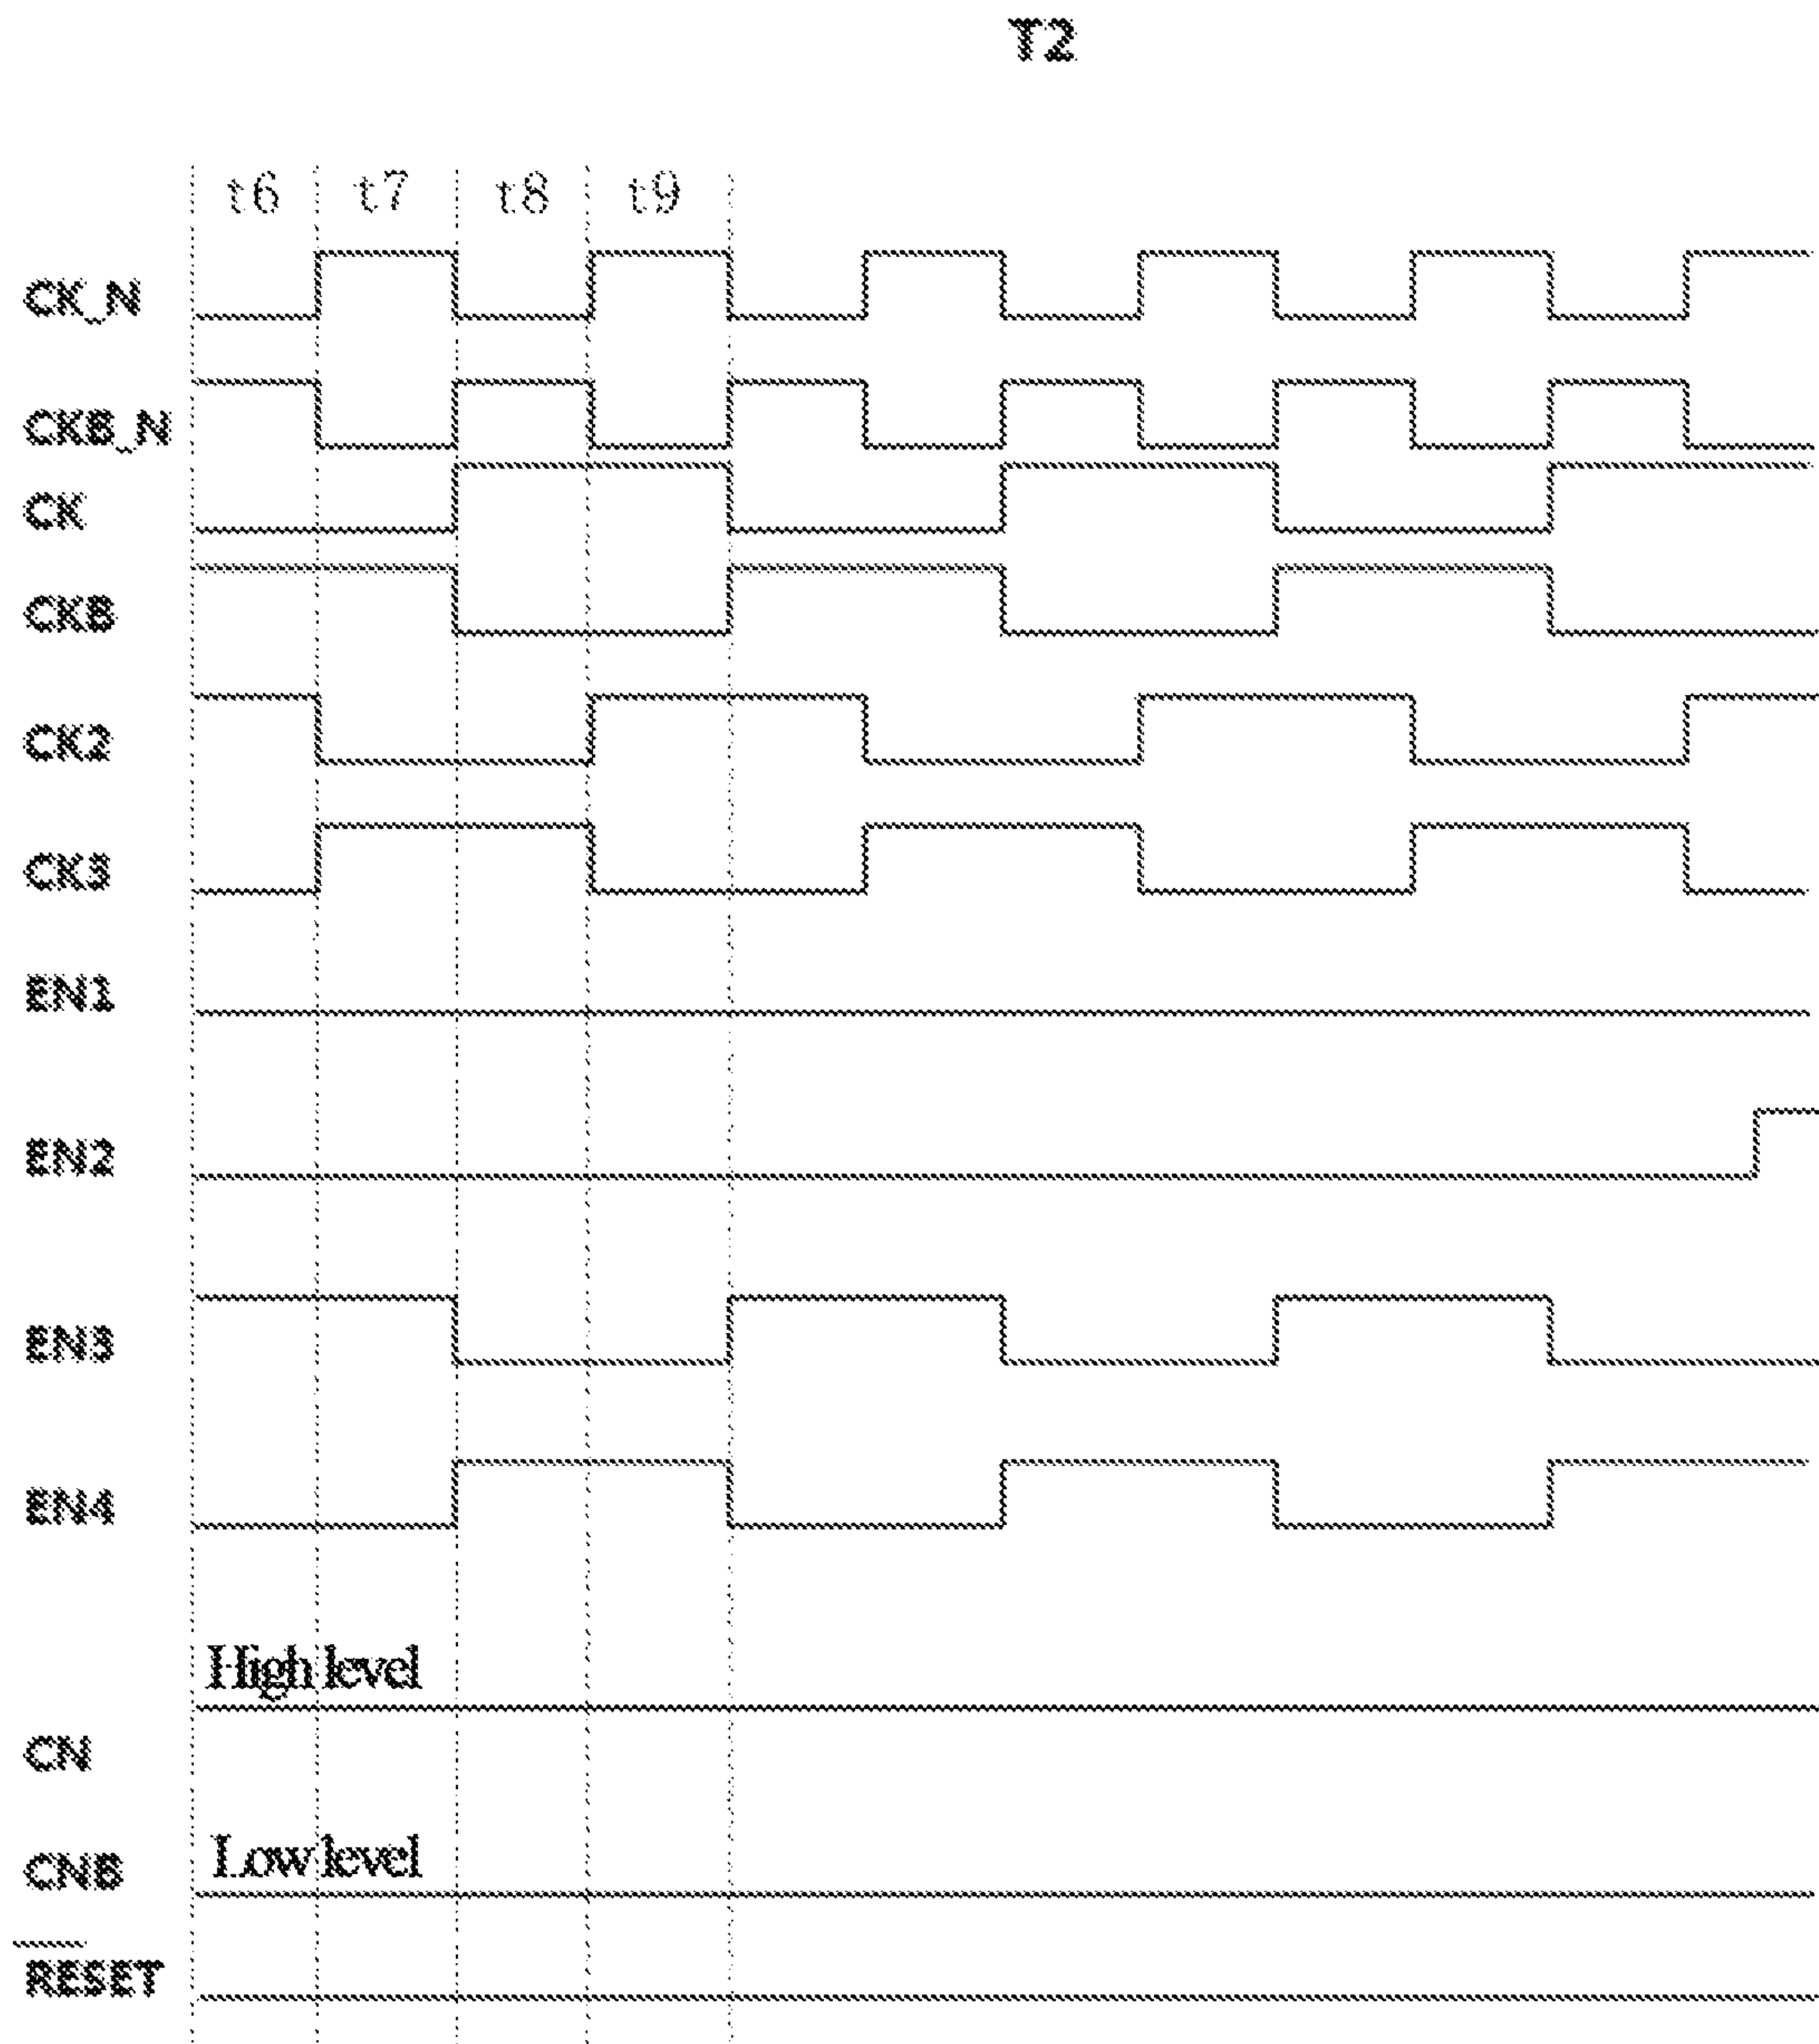 T2
t6 t7 t8 t9
CK_N
CKB_N
CK
CKB
CK2
CK3
EN1
EN2
EN3
EN4
High level
CN
Low level
CNB
RESET